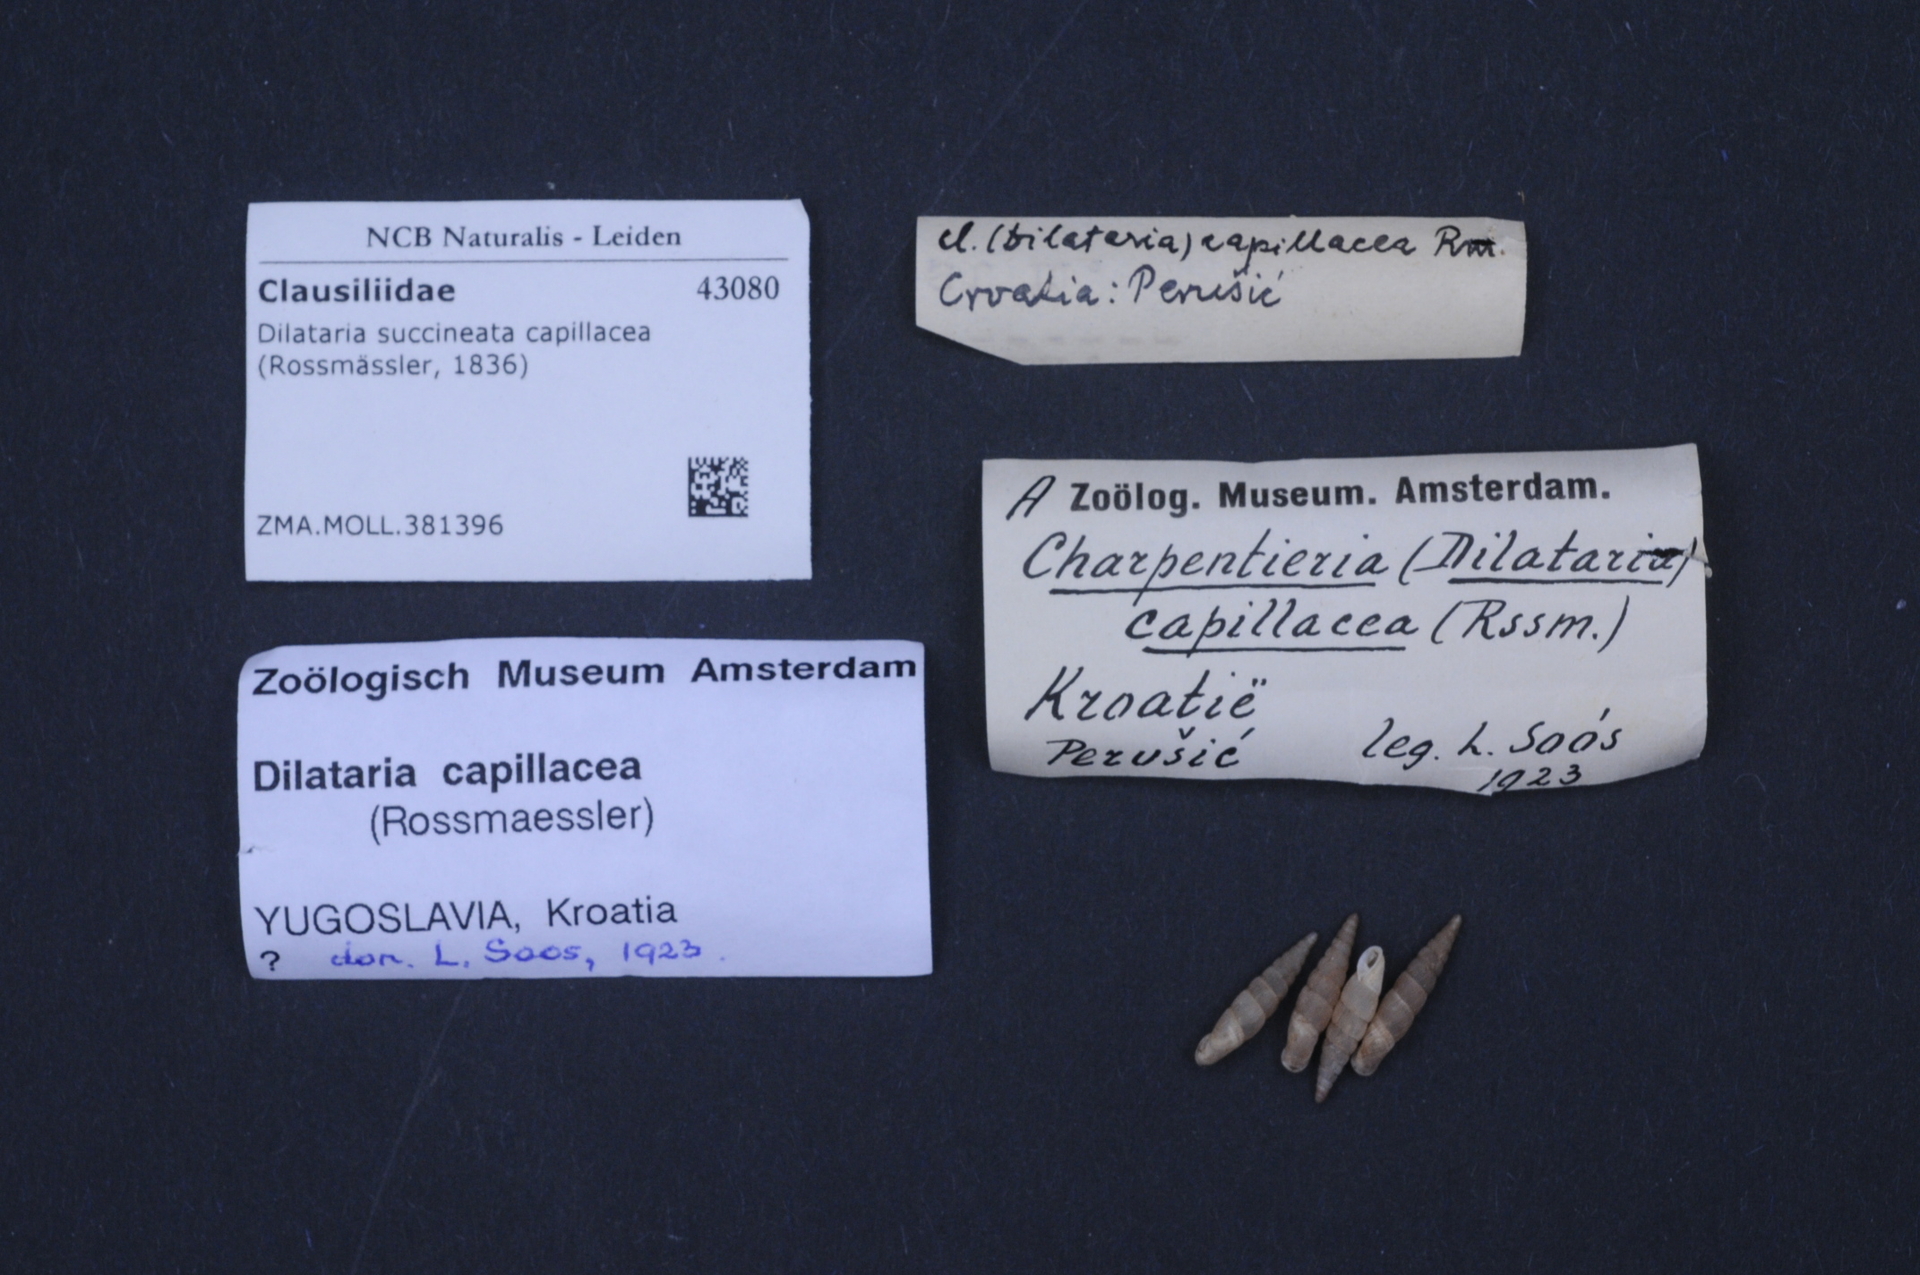 NCB Naturalis - Leiden
Clausiliidae 43080
Dilataria succineata capillacea
(Rossmässler, 1836)
ZMA.MOLL.381396
cl. (Dilataria) capillacea Rm.
Croatia: Perušić
A Zoölog. Museum. Amsterdam.
Charpentieria (Dilataria)
capillacea (Rssm.)
Kroatië
Perušić leg. L. Soós
1923
Zoölogisch Museum Amsterdam
Dilataria capillacea
(Rossmaessler)
YUGOSLAVIA, Kroatia
? don. L. Soos, 1923.